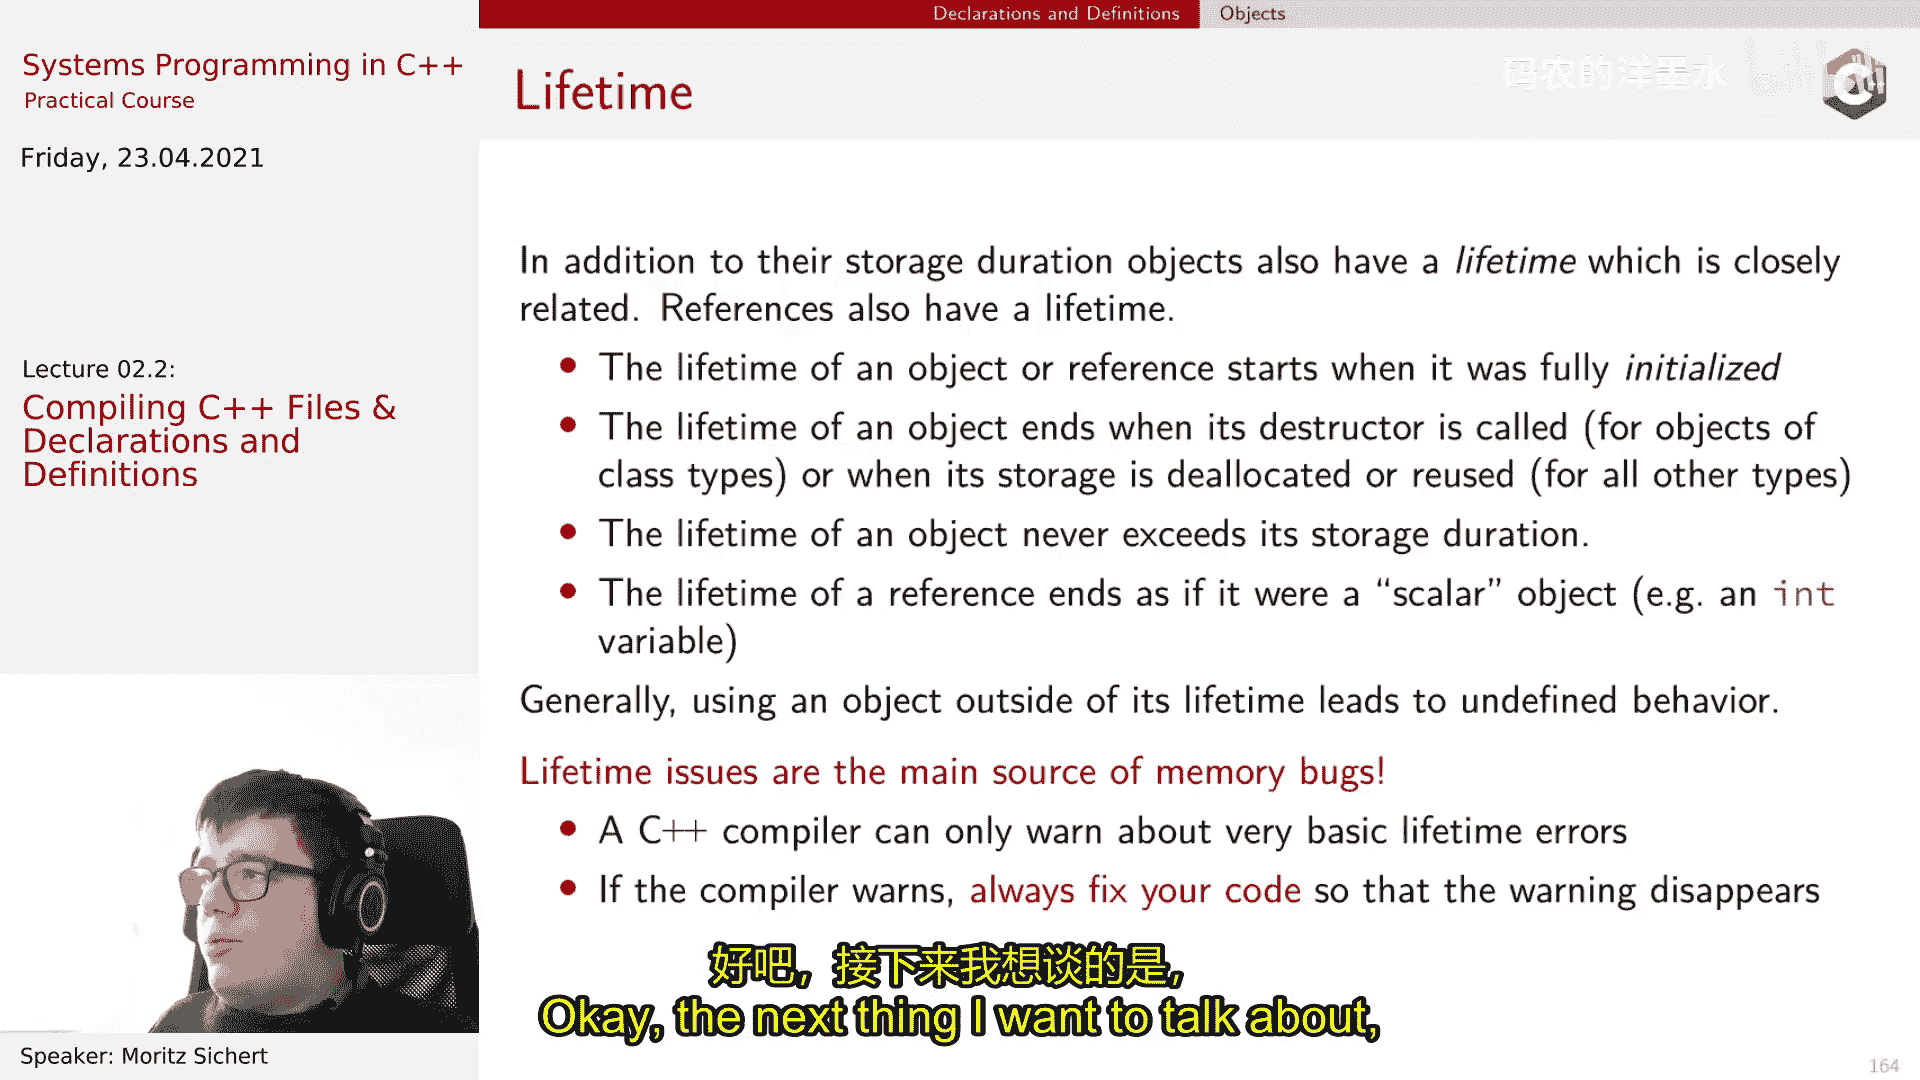 Declarations and Definitions Objects
Systems Programming in C++
Practical Course
Friday, 23.04.2021
Lifetime
码农的洋墨水
In addition to their storage duration objects also have a lifetime which is closely
related. References also have a lifetime.
• The lifetime of an object or reference starts when it was fully initialized
• The lifetime of an object ends when its destructor is called (for objects of
class types) or when its storage is deallocated or reused (for all other types)
• The lifetime of an object never exceeds its storage duration.
• The lifetime of a reference ends as if it were a “scalar” object (e.g. an int
variable)
Generally, using an object outside of its lifetime leads to undefined behavior.
Lifetime issues are the main source of memory bugs!
• A C++ compiler can only warn about very basic lifetime errors
• If the compiler warns, always fix your code so that the warning disappears
Lecture 02.2:
Compiling C++ Files &
Declarations and
Definitions
好吧，接下来我想谈的是，
Okay, the next thing I want to talk about,
Speaker: Moritz Sichert
164